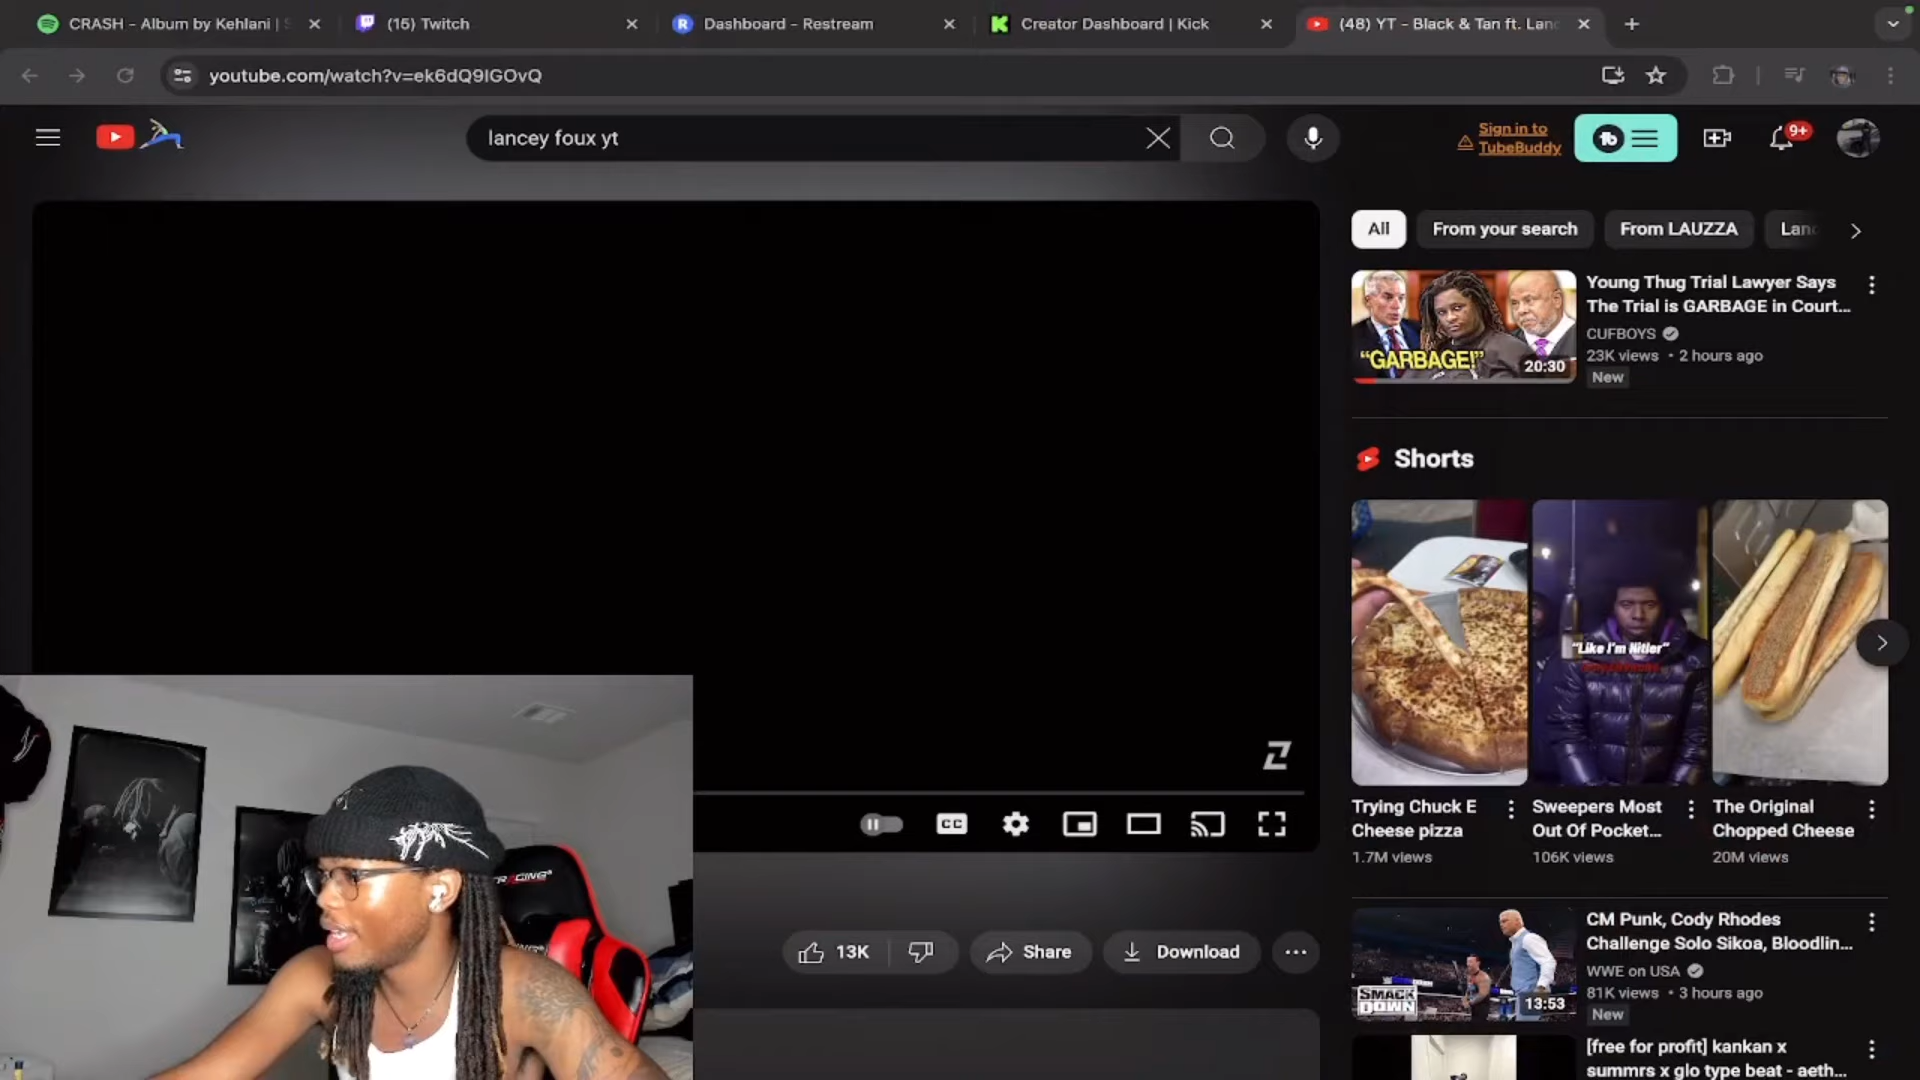 CRASH - Album by Kehlani |
(16) Twitch
Dashboard - Restream
Creator Dashboard | Kick
(48) YT - Black & Tan ft. Lanc
youtube.com/watch?v=ek6dQ9IGOvQ
lancey foux yt
Sign in to
TubeBuddy
9+
All
From your search
From LAUZZA
Lanc
Young Thug Trial Lawyer Says
The Trial is GARBAGE in Court...
CUFBOYS
23K views • 2 hours ago
New
"GARBAGE!"
20:30
Shorts
"Like I'm Hitler"
Trying Chuck E
Cheese pizza
1.7M views
Sweepers Most
Out Of Pocket...
106K views
The Original
Chopped Cheese
20M views
CC
13K
Share
Download
CM Punk, Cody Rhodes
Challenge Solo Sikoa, Bloodlin...
WWE on USA
81K views • 3 hours ago
New
SMACK
DOWN
13:53
[free for profit] kankan x
summrs x glo type beat - aeth...